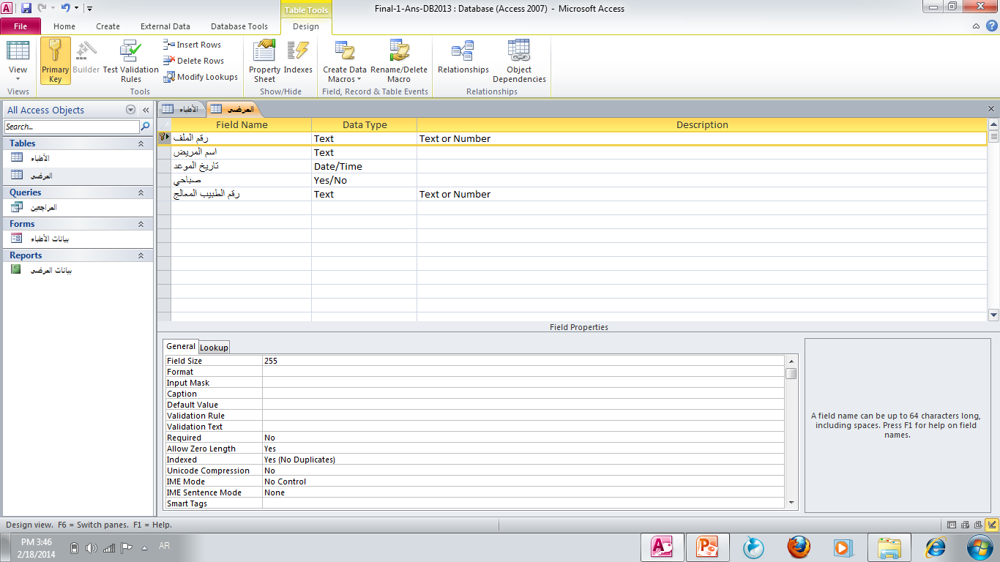 Table Tools
Final-1-Ans-DB2013 : Database (Access 2007) - Microsoft Access
File Home Create External Data Database Tools Design
View
Primary Key
Builder
Test Validation Rules
Insert Rows
Delete Rows
Modify Lookups
Property Sheet
Indexes
Create Data Macros
Rename/Delete Macro
Relationships
Object Dependencies
Views Tools Show/Hide Field, Record & Table Events Relationships
All Access Objects
Search...
Tables
الأطباء
المرضى
Queries
المراجعين
Forms
بيانات الأطباء
Reports
بيانات المرضى
الأطباء المرضى
Field Name Data Type Description
رقم الملف Text Text or Number
اسم المريض Text
تاريخ الموعد Date/Time
صباحي Yes/No
رقم الطبيب المعالج Text Text or Number
Field Properties
General Lookup
Field Size 255
Format
Input Mask
Caption
Default Value
Validation Rule
Validation Text
Required No
Allow Zero Length Yes
Indexed Yes (No Duplicates)
Unicode Compression No
IME Mode No Control
IME Sentence Mode None
Smart Tags
A field name can be up to 64 characters long,
including spaces. Press F1 for help on field
names.
Design view. F6 = Switch panes. F1 = Help.
PM 3:46
2/18/2014
AR